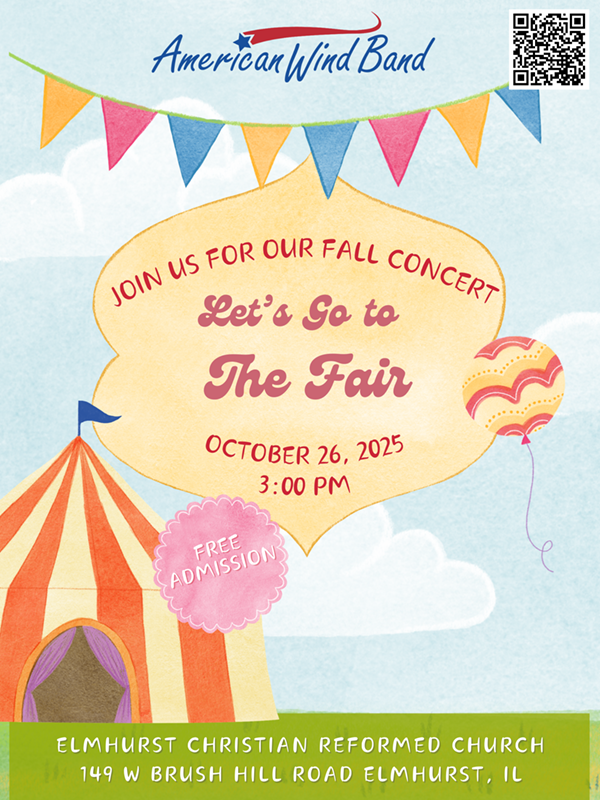 American Wind Band
JOIN US FOR OUR FALL CONCERT
Let's Go to
The Fair
OCTOBER 26, 2025
3:00 PM
FREE
ADMISSION
ELMHURST CHRISTIAN REFORMED CHURCH
149 W BRUSH HILL ROAD ELMHURST, IL